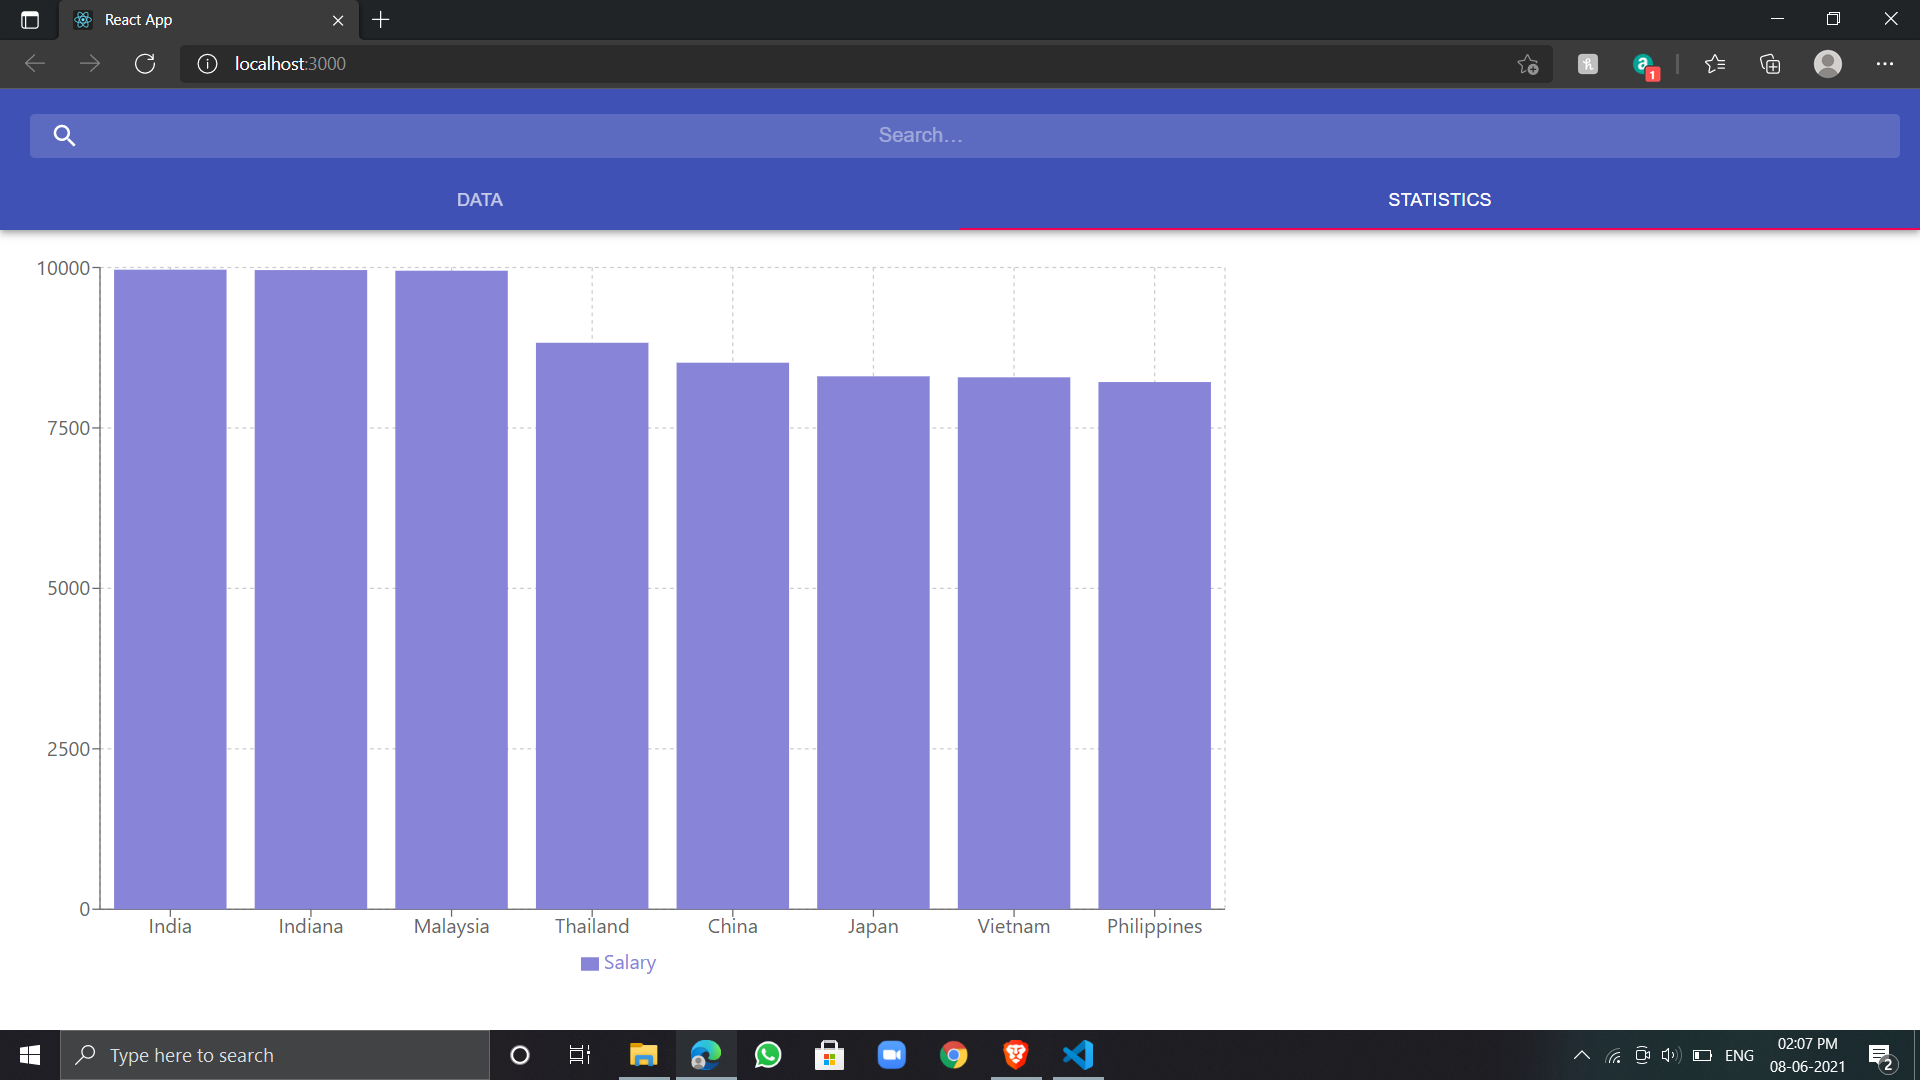 React App
localhost:3000
a
1
Search...
DATA
STATISTICS
10000
7500
5000
2500
0
India Indiana Malaysia Thailand China Japan Vietnam Philippines
Salary
Type here to search
ENG
02:07 PM
08-06-2021
2